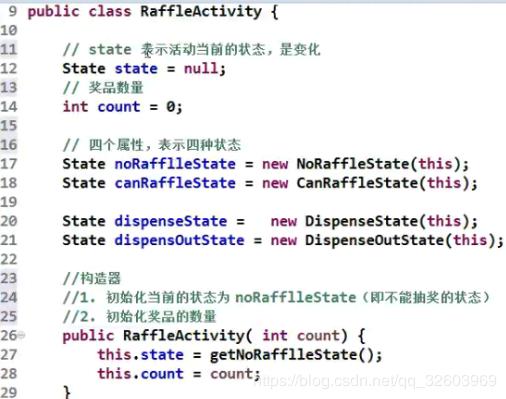 9 public class RaffleActivity {
10
11 // state 表示活动当前的状态，是变化
12 State state = null;
13 // 奖品数量
14 int count = 0;
15
16 // 四个属性，表示四种状态
17 State noRafflleState = new NoRaffleState(this);
18 State canRaffleState = new CanRaffleState(this);
19
20 State dispenseState =   new DispenseState(this);
21 State dispensOutState = new DispenseOutState(this);
22
23 //构造器
24 //1. 初始化当前的状态为 noRafflleState（即不能抽奖的状态）
25 //2. 初始化奖品的数量
26 public RaffleActivity( int count) {
27 this.state = getNoRafflleState();
28 this.count = count;
https://blog.csdn.net/qq_32603969
29 }